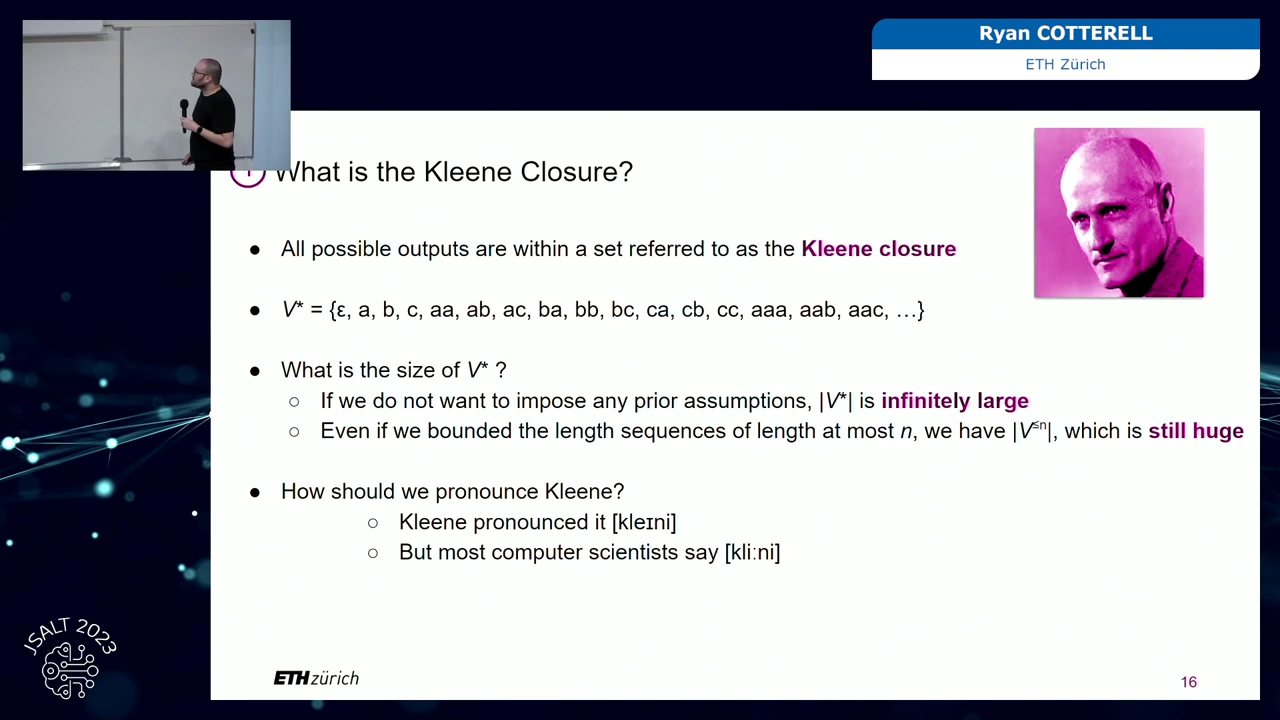 Ryan COTTERELL
ETH Zürich
What is the Kleene Closure?
● All possible outputs are within a set referred to as the Kleene closure
● V* = {ε, a, b, c, aa, ab, ac, ba, bb, bc, ca, cb, cc, aaa, aab, aac, …}
● What is the size of V* ?
○ If we do not want to impose any prior assumptions, |V*| is infinitely large
○ Even if we bounded the length sequences of length at most n, we have |V≤n|, which is still huge
● How should we pronounce Kleene?
○ Kleene pronounced it [kleɪni]
○ But most computer scientists say [kliːni]
JSALT 2023
ETH zürich
16